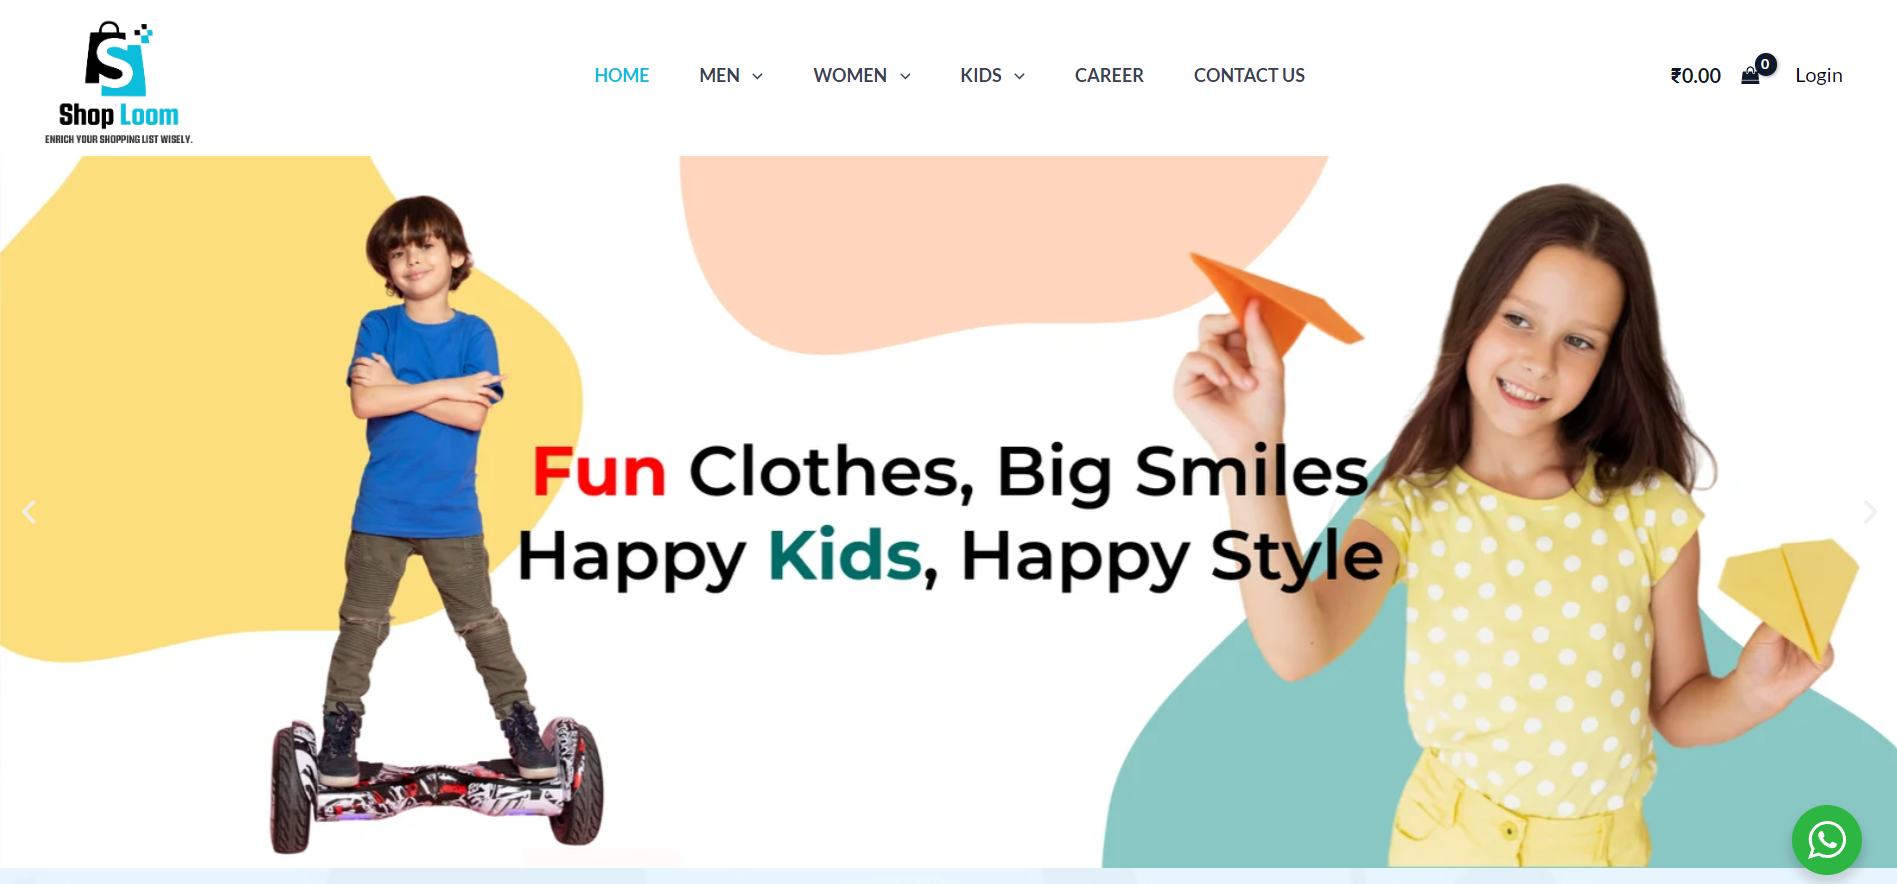 Shop Loom
ENRICH YOUR SHOPPING LIST WISELY.
HOME MEN WOMEN KIDS CAREER CONTACT US
₹0.00 0 Login
Fun Clothes, Big Smiles
Happy Kids, Happy Style